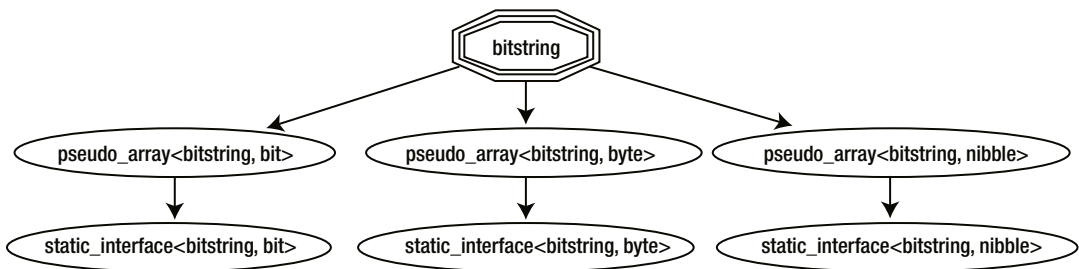 bitstring
pseudo_array<bitstring, bit>
pseudo_array<bitstring, byte>
pseudo_array<bitstring, nibble>
static_interface<bitstring, bit>
static_interface<bitstring, byte>
static_interface<bitstring, nibble>